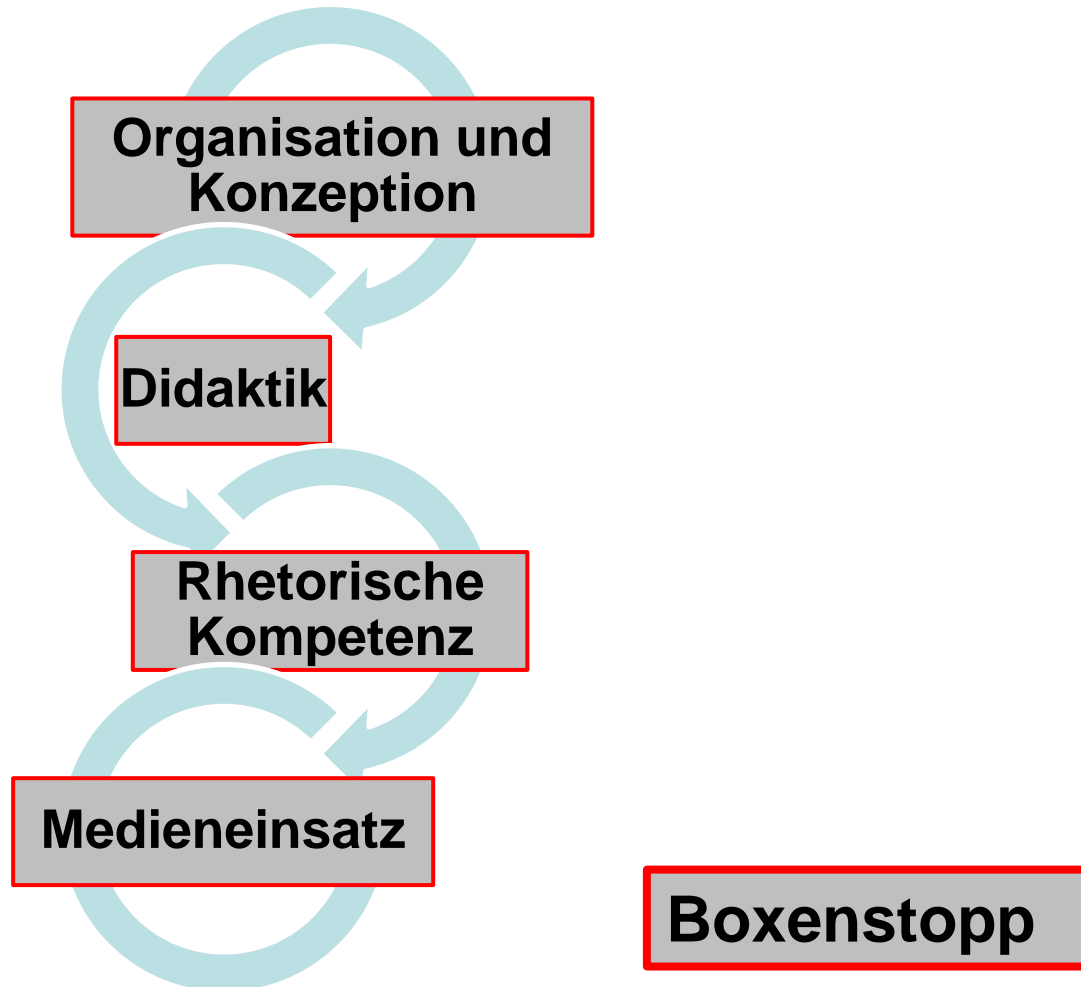 Organisation und
Konzeption
Didaktik
Rhetorische
Kompetenz
Medieneinsatz
Boxenstopp